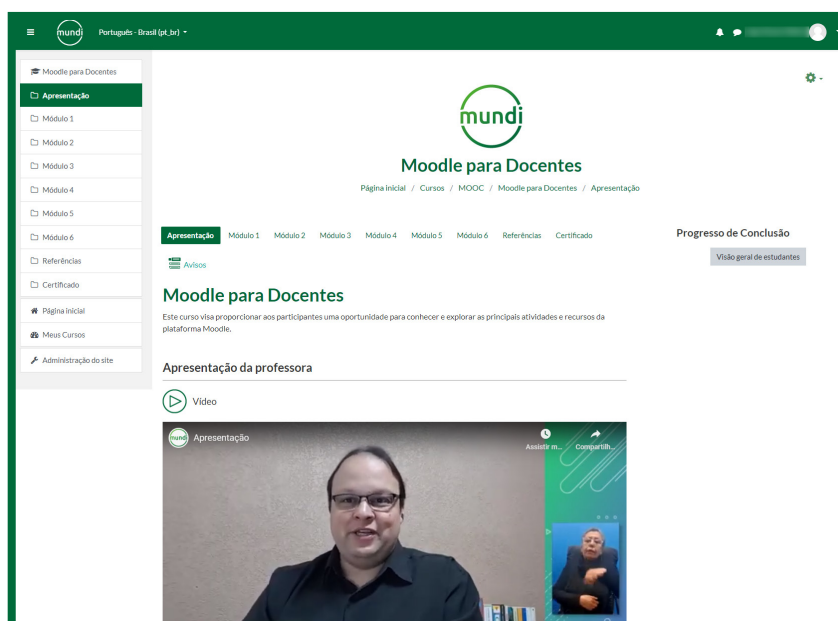 mundi
Português - Brasil (pt_br)
Moodle para Docentes
Apresentação
Módulo 1
Módulo 2
Módulo 3
Módulo 4
Módulo 5
Módulo 6
Referências
Certificado
Página inicial
Meus Cursos
Administração do site
mundi
Moodle para Docentes
Página inicial / Cursos / MOOC / Moodle para Docentes / Apresentação
Apresentação Módulo 1 Módulo 2 Módulo 3 Módulo 4 Módulo 5 Módulo 6 Referências Certificado
Avisos
Moodle para Docentes
Este curso visa proporcionar aos participantes uma oportunidade para conhecer e explorar as principais atividades e recursos da
plataforma Moodle.
Apresentação da professora
Vídeo
mundi Apresentação
Assistir m... Compartilh...
Progresso de Conclusão
Visão geral de estudantes